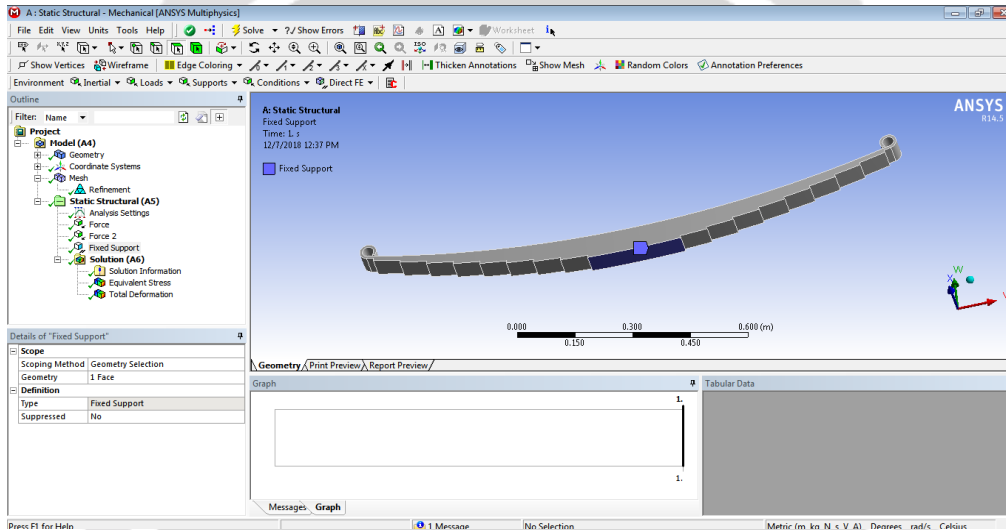 A : Static Structural - Mechanical [ANSYS Multiphysics]
File Edit View Units Tools Help Solve ?/ Show Errors Worksheet
Show Vertices Wireframe Edge Coloring Thicken Annotations Show Mesh Random Colors Annotation Preferences
Environment Inertial Loads Supports Conditions Direct FE
Outline
Filter: Name
Project
Model (A4)
Geometry
Coordinate Systems
Mesh
Refinement
Static Structural (A5)
Analysis Settings
Force
Force 2
Fixed Support
Solution (A6)
Solution Information
Equivalent Stress
Total Deformation
Details of "Fixed Support"
Scope
Scoping Method Geometry Selection
Geometry 1 Face
Definition
Type Fixed Support
Suppressed No
A: Static Structural
Fixed Support
Time: 1. s
12/7/2018 12:37 PM
Fixed Support
ANSYS
R14.5
0.000 0.300 0.600 (m)
0.150 0.450
Geometry Print Preview Report Preview
Graph
1.
1.
Messages Graph
Tabular Data
Press F1 for Help 1 Message No Selection Metric (m, kg, N, s, V, A) Degrees rad/s Celsius